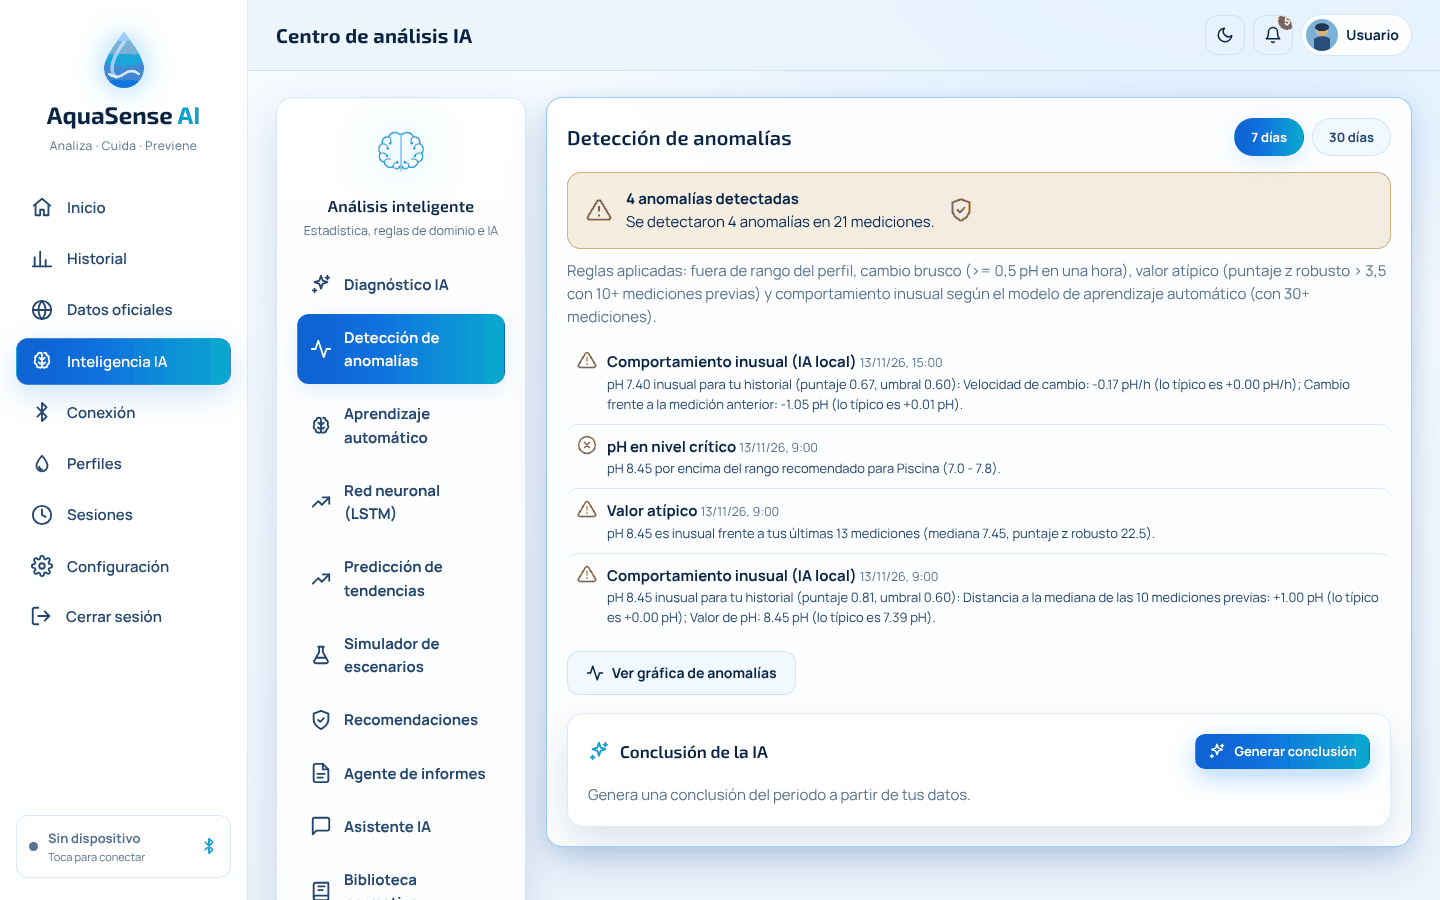 AquaSense AI
Analiza · Cuida · Previene
Inicio
Historial
Datos oficiales
Inteligencia IA
Conexión
Perfiles
Sesiones
Configuración
Cerrar sesión
Sin dispositivo
Toca para conectar
Centro de análisis IA
Usuario
Análisis inteligente
Estadística, reglas de dominio e IA
Diagnóstico IA
Detección de
anomalías
Aprendizaje
automático
Red neuronal
(LSTM)
Predicción de
tendencias
Simulador de
escenarios
Recomendaciones
Agente de informes
Asistente IA
Biblioteca
Detección de anomalías
7 días
30 días
4 anomalías detectadas
Se detectaron 4 anomalías en 21 mediciones.
Reglas aplicadas: fuera de rango del perfil, cambio brusco (>= 0,5 pH en una hora), valor atípico (puntaje z robusto > 3,5
con 10+ mediciones previas) y comportamiento inusual según el modelo de aprendizaje automático (con 30+
mediciones).
Comportamiento inusual (IA local) 13/11/26, 15:00
pH 7.40 inusual para tu historial (puntaje 0.67, umbral 0.60): Velocidad de cambio: -0.17 pH/h (lo típico es +0.00 pH/h); Cambio
frente a la medición anterior: -1.05 pH (lo típico es +0.01 pH).
pH en nivel crítico 13/11/26, 9:00
pH 8.45 por encima del rango recomendado para Piscina (7.0 - 7.8).
Valor atípico 13/11/26, 9:00
pH 8.45 es inusual frente a tus últimas 13 mediciones (mediana 7.45, puntaje z robusto 22.5).
Comportamiento inusual (IA local) 13/11/26, 9:00
pH 8.45 inusual para tu historial (puntaje 0.81, umbral 0.60): Distancia a la mediana de las 10 mediciones previas: +1.00 pH (lo típico
es +0.00 pH); Valor de pH: 8.45 pH (lo típico es 7.39 pH).
Ver gráfica de anomalías
Conclusión de la IA
Generar conclusión
Genera una conclusión del periodo a partir de tus datos.